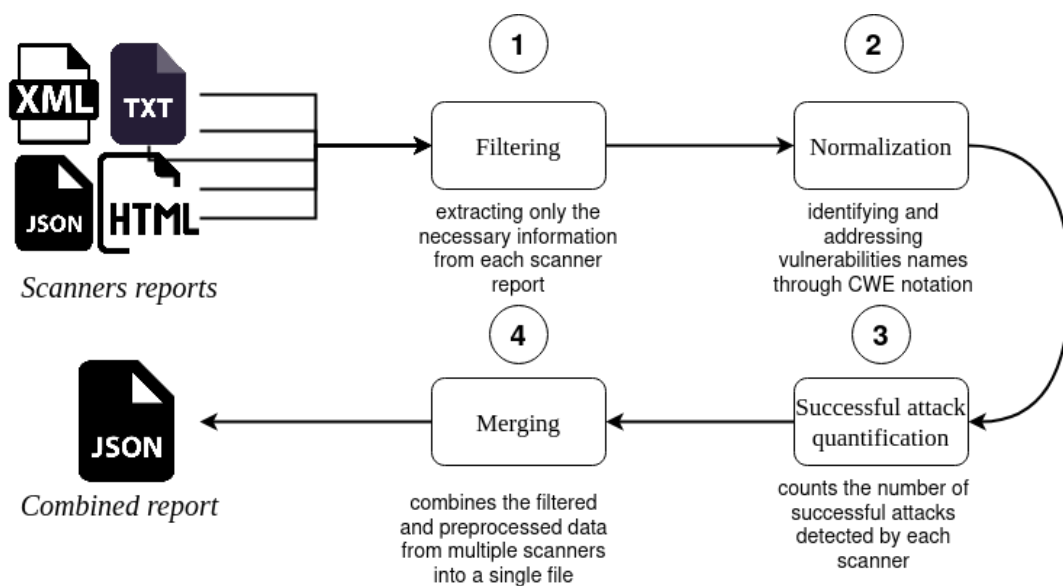 XML
TXT
JSON
HTML
Scanners reports
1
Filtering
extracting only the
necessary information
from each scanner
report
2
Normalization
identifying and
addressing
vulnerabilities names
through CWE notation
3
Successful attack
quantification
counts the number of
successful attacks
detected by each
scanner
4
Merging
combines the filtered
and preprocessed data
from multiple scanners
into a single file
JSON
Combined report